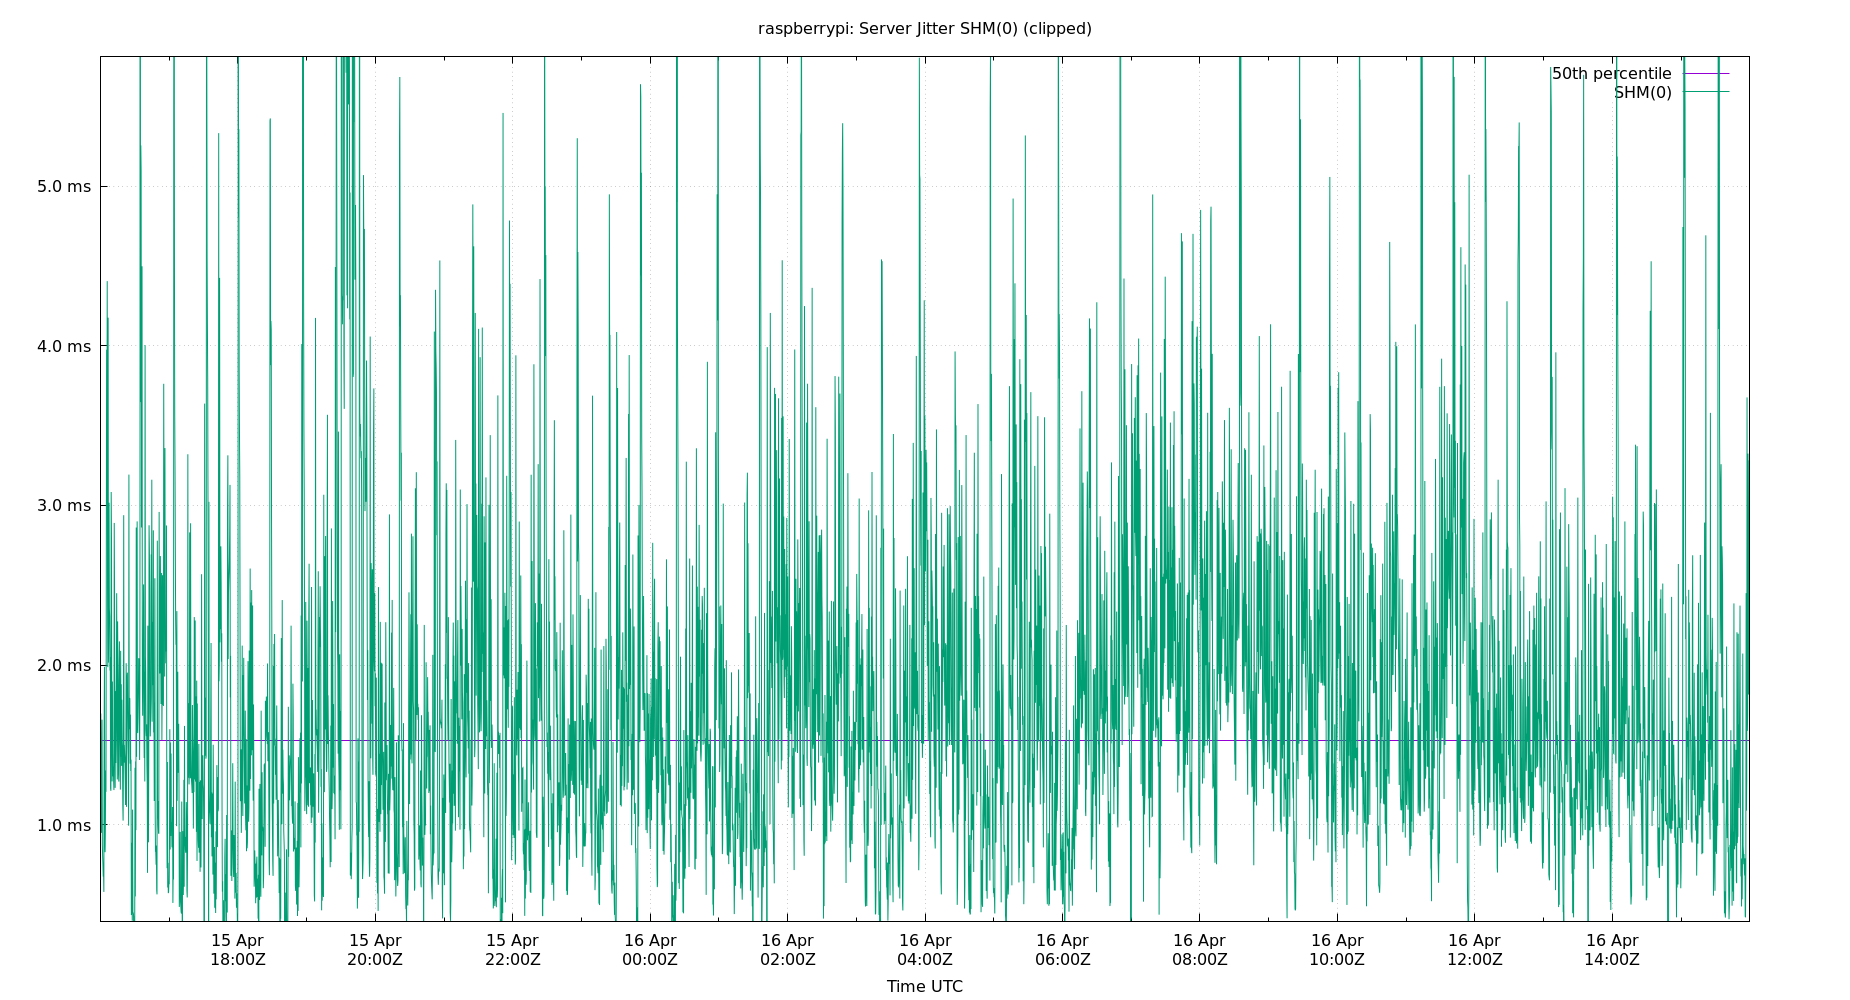 raspberrypi: Server Jitter SHM(0) (clipped)
50th percentile
SHM(0)
5.0 ms
4.0 ms
3.0 ms
2.0 ms
1.0 ms
15 Apr 15 Apr 15 Apr 16 Apr 16 Apr 16 Apr 16 Apr 16 Apr 16 Apr 16 Apr 16 Apr
18:00Z 20:00Z 22:00Z 00:00Z 02:00Z 04:00Z 06:00Z 08:00Z 10:00Z 12:00Z 14:00Z
Time UTC